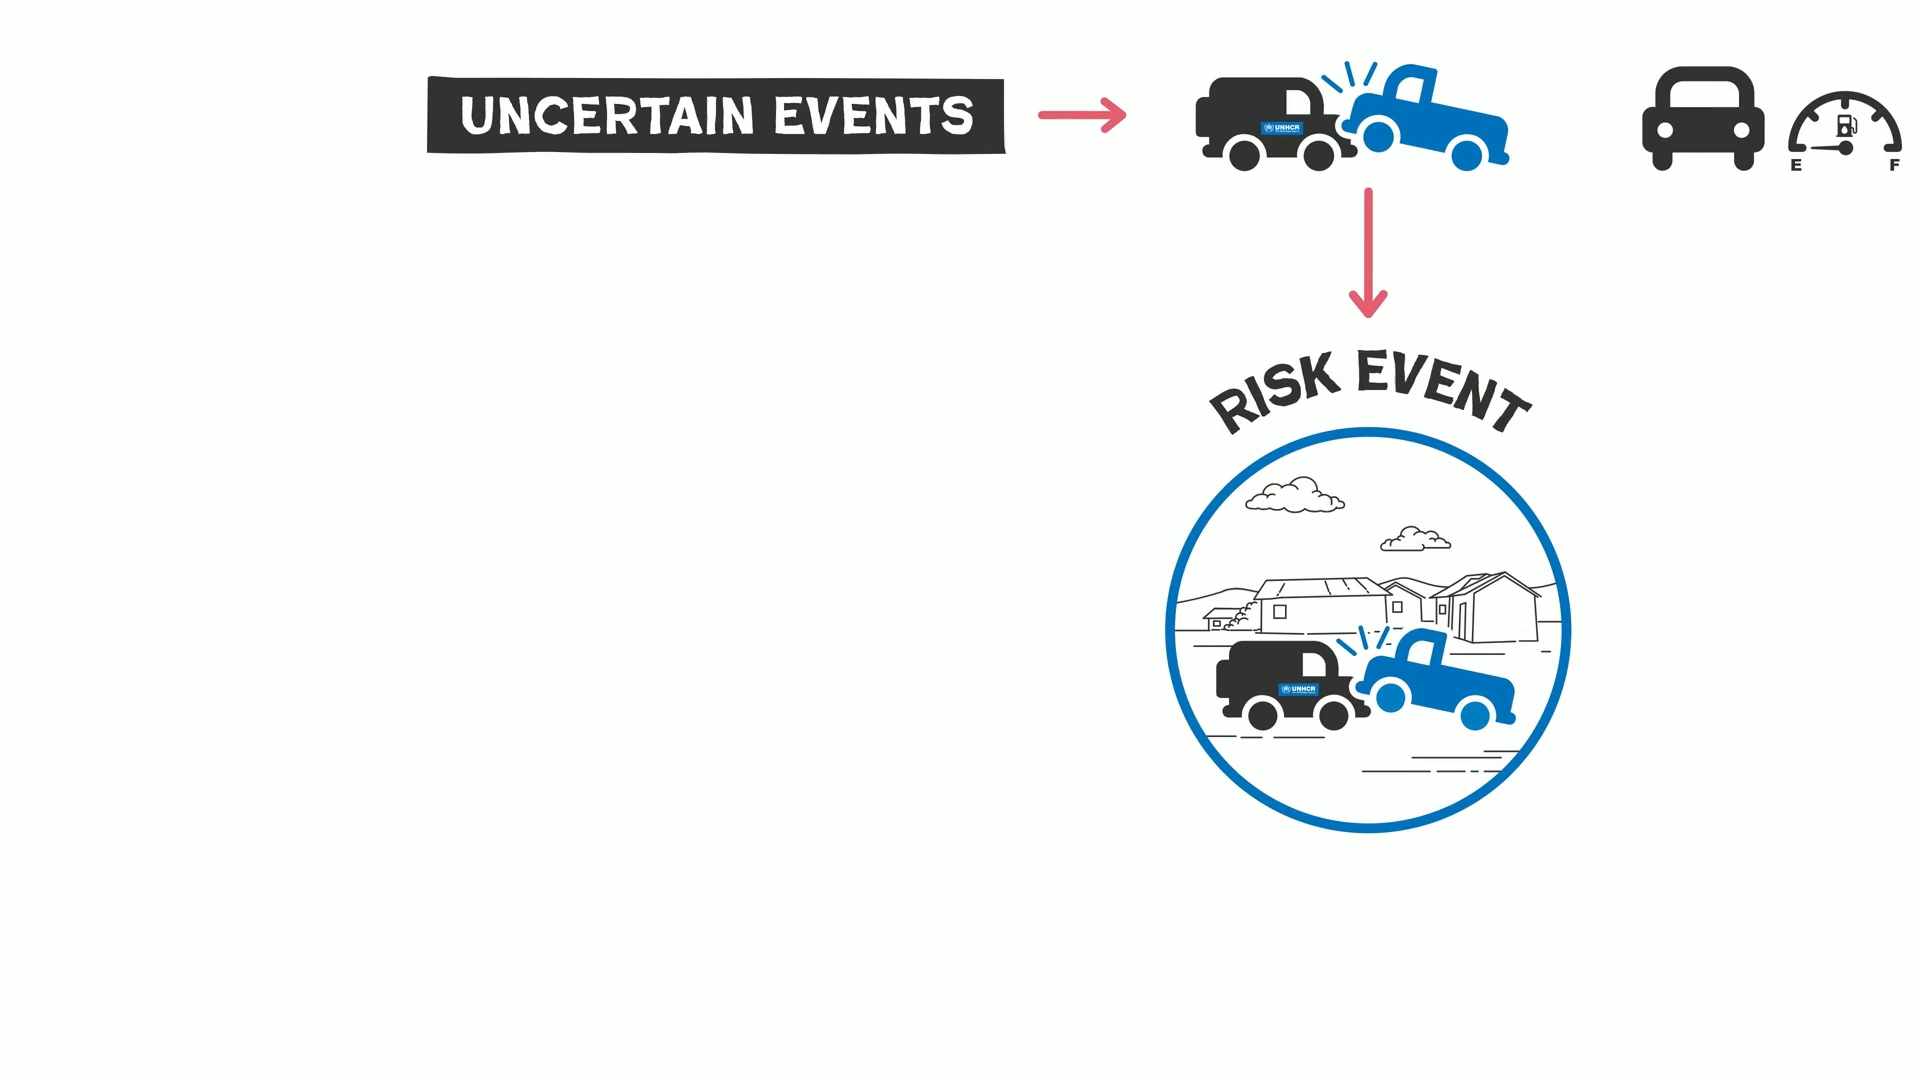 UNCERTAIN EVENTS
UNHCR
E F
RISK EVENT
UNHCR